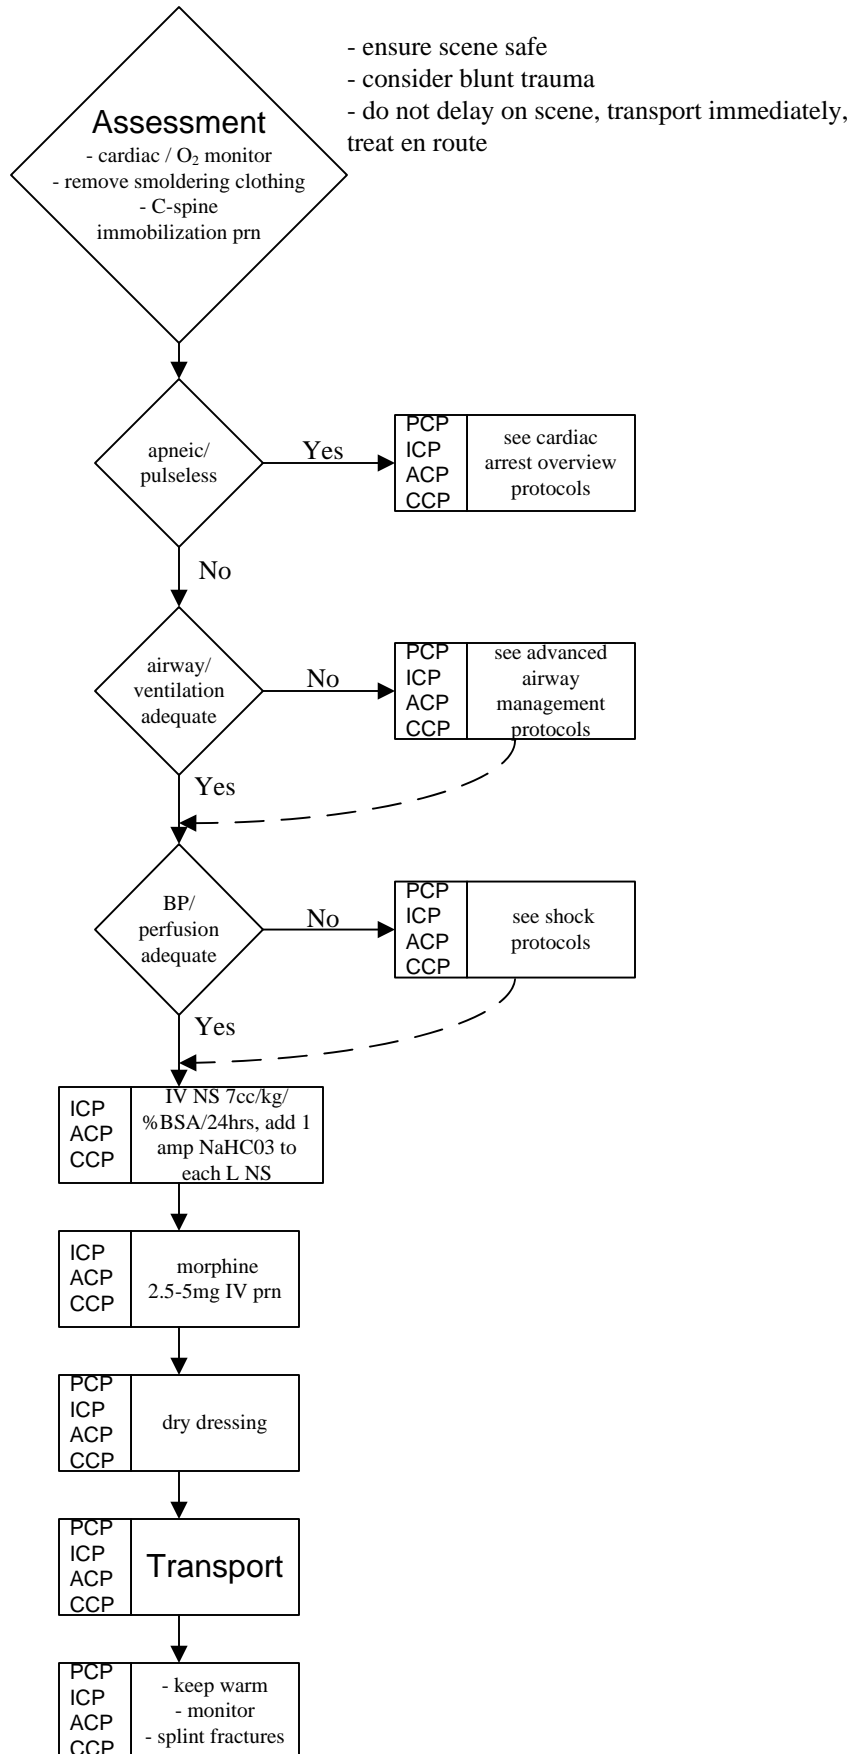 - ensure scene safe
- consider blunt trauma
- do not delay on scene, transport immediately,
treat en route
Assessment
- cardiac / O₂ monitor
- remove smoldering clothing
- C-spine
immobilization prn
apneic/
pulseless
Yes
PCP
ICP
ACP
CCP
see cardiac
arrest overview
protocols
No
airway/
ventilation
adequate
No
PCP
ICP
ACP
CCP
see advanced
airway
management
protocols
Yes
BP/
perfusion
adequate
No
PCP
ICP
ACP
CCP
see shock
protocols
Yes
ICP
ACP
CCP
IV NS 7cc/kg/
%BSA/24hrs, add 1
amp NaHC03 to
each L NS
ICP
ACP
CCP
morphine
2.5-5mg IV prn
PCP
ICP
ACP
CCP
dry dressing
PCP
ICP
ACP
CCP
Transport
PCP
ICP
ACP
CCP
- keep warm
- monitor
- splint fractures